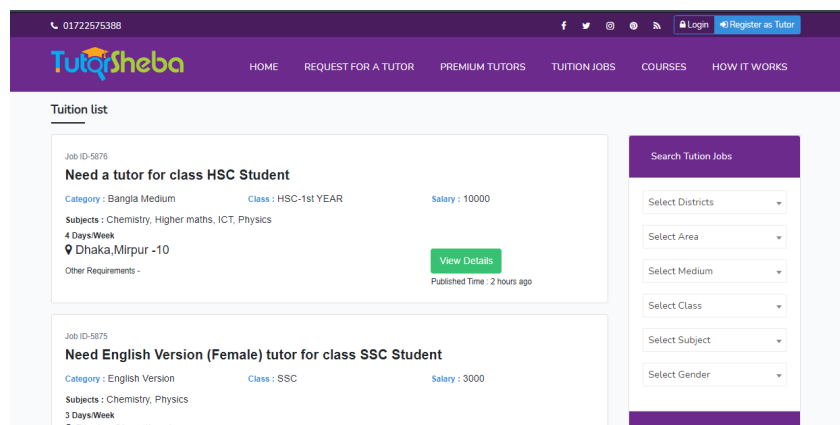 01722575388
Login
Register as Tutor
TutorSheba
HOME REQUEST FOR A TUTOR PREMIUM TUTORS TUITION JOBS COURSES HOW IT WORKS
Tuition list
Job ID-5876
Need a tutor for class HSC Student
Category : Bangla Medium Class : HSC-1st YEAR Salary : 10000
Subjects : Chemistry, Higher maths, ICT, Physics
4 Days/Week
Dhaka,Mirpur -10
Other Requirements -
View Details
Published Time : 2 hours ago
Job ID-5875
Need English Version (Female) tutor for class SSC Student
Category : English Version Class : SSC Salary : 3000
Subjects : Chemistry, Physics
3 Days/Week
Search Tution Jobs
Select Districts
Select Area
Select Medium
Select Class
Select Subject
Select Gender